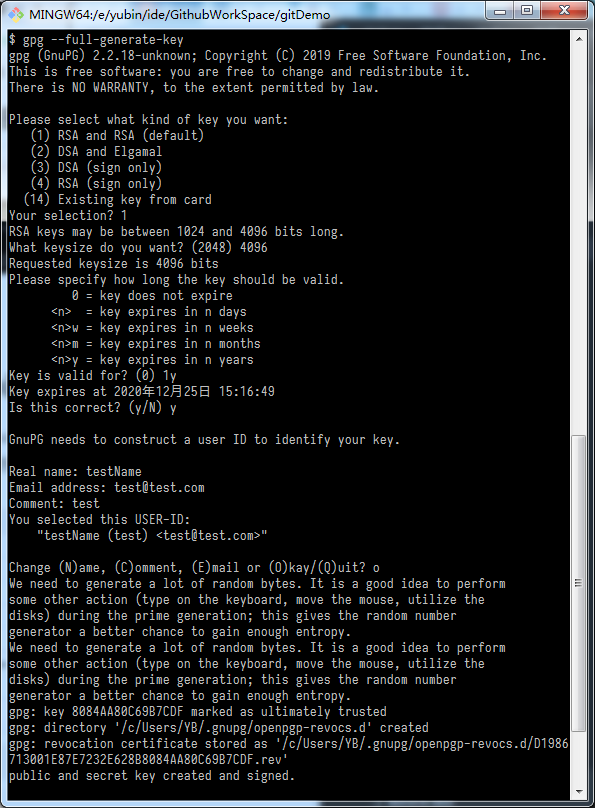 MINGW64:/e/yubin/ide/GithubWorkSpace/gitDemo
$ gpg --full-generate-key
gpg (GnuPG) 2.2.18-unknown; Copyright (C) 2019 Free Software Foundation, Inc.
This is free software: you are free to change and redistribute it.
There is NO WARRANTY, to the extent permitted by law.

Please select what kind of key you want:
   (1) RSA and RSA (default)
   (2) DSA and Elgamal
   (3) DSA (sign only)
   (4) RSA (sign only)
  (14) Existing key from card
Your selection? 1
RSA keys may be between 1024 and 4096 bits long.
What keysize do you want? (2048) 4096
Requested keysize is 4096 bits
Please specify how long the key should be valid.
         0 = key does not expire
      <n>  = key expires in n days
      <n>w = key expires in n weeks
      <n>m = key expires in n months
      <n>y = key expires in n years
Key is valid for? (0) 1y
Key expires at 2020年12月25日 15:16:49
Is this correct? (y/N) y

GnuPG needs to construct a user ID to identify your key.

Real name: testName
Email address: test@test.com
Comment: test
You selected this USER-ID:
    "testName (test) <test@test.com>"

Change (N)ame, (C)omment, (E)mail or (O)kay/(Q)uit? o
We need to generate a lot of random bytes. It is a good idea to perform
some other action (type on the keyboard, move the mouse, utilize the
disks) during the prime generation; this gives the random number
generator a better chance to gain enough entropy.
We need to generate a lot of random bytes. It is a good idea to perform
some other action (type on the keyboard, move the mouse, utilize the
disks) during the prime generation; this gives the random number
generator a better chance to gain enough entropy.
gpg: key 8084AA80C69B7CDF marked as ultimately trusted
gpg: directory '/c/Users/YB/.gnupg/openpgp-revocs.d' created
gpg: revocation certificate stored as '/c/Users/YB/.gnupg/openpgp-revocs.d/D1986
713001E87E7232E628B8084AA80C69B7CDF.rev'
public and secret key created and signed.